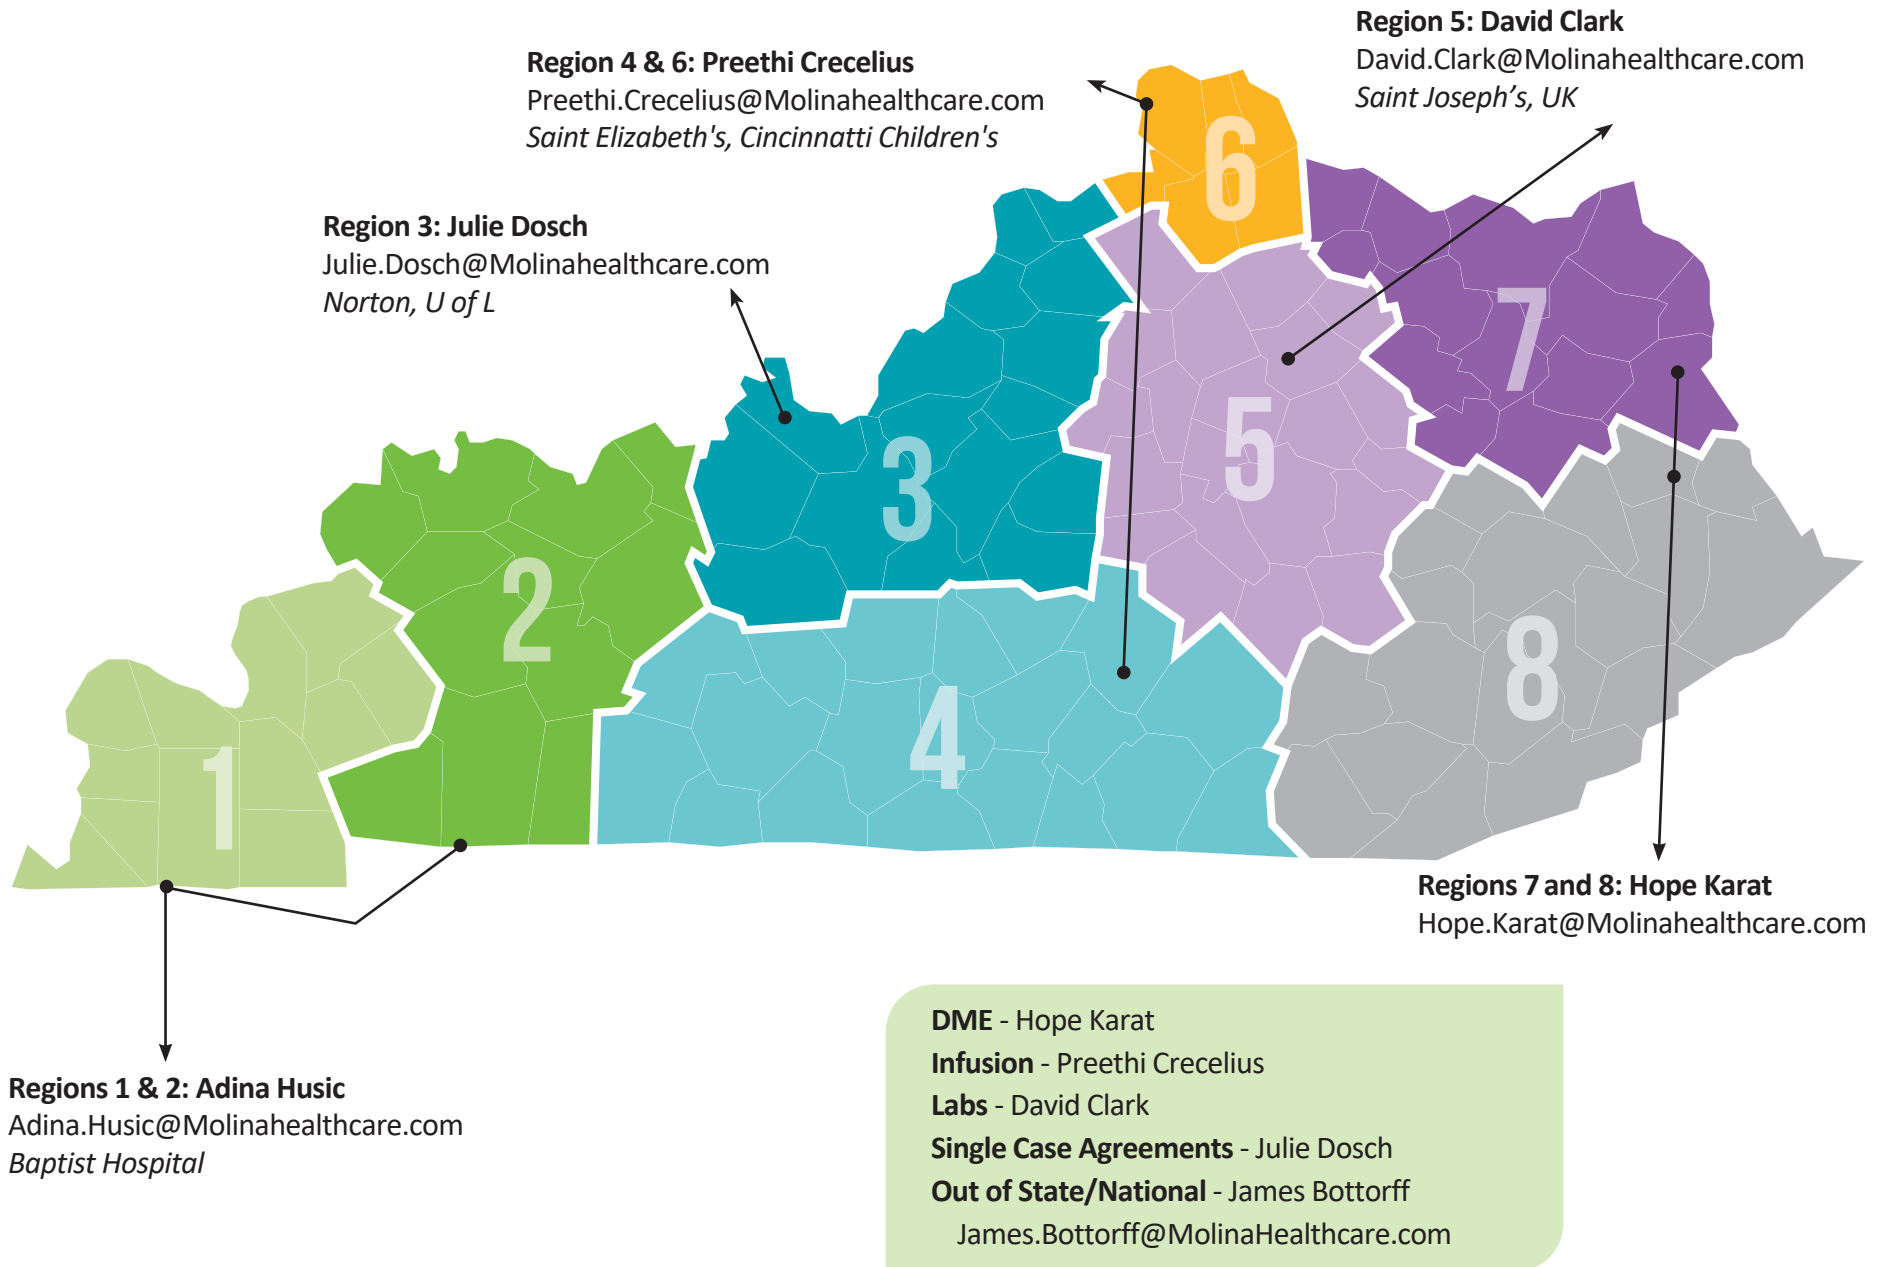 Region 5: David Clark
David.Clark@Molinahealthcare.com
Saint Joseph’s, UK
Region 4 & 6: Preethi Crecelius
Preethi.Crecelius@Molinahealthcare.com
Saint Elizabeth's, Cincinnatti Children's
Region 3: Julie Dosch
Julie.Dosch@Molinahealthcare.com
Norton, U of L
6
7
5
3
2
8
4
1
Regions 7 and 8: Hope Karat
Hope.Karat@Molinahealthcare.com
Regions 1 & 2: Adina Husic
Adina.Husic@Molinahealthcare.com
Baptist Hospital
DME - Hope Karat
Infusion - Preethi Crecelius
Labs - David Clark
Single Case Agreements - Julie Dosch
Out of State/National - James Bottorff
James.Bottorff@MolinaHealthcare.com